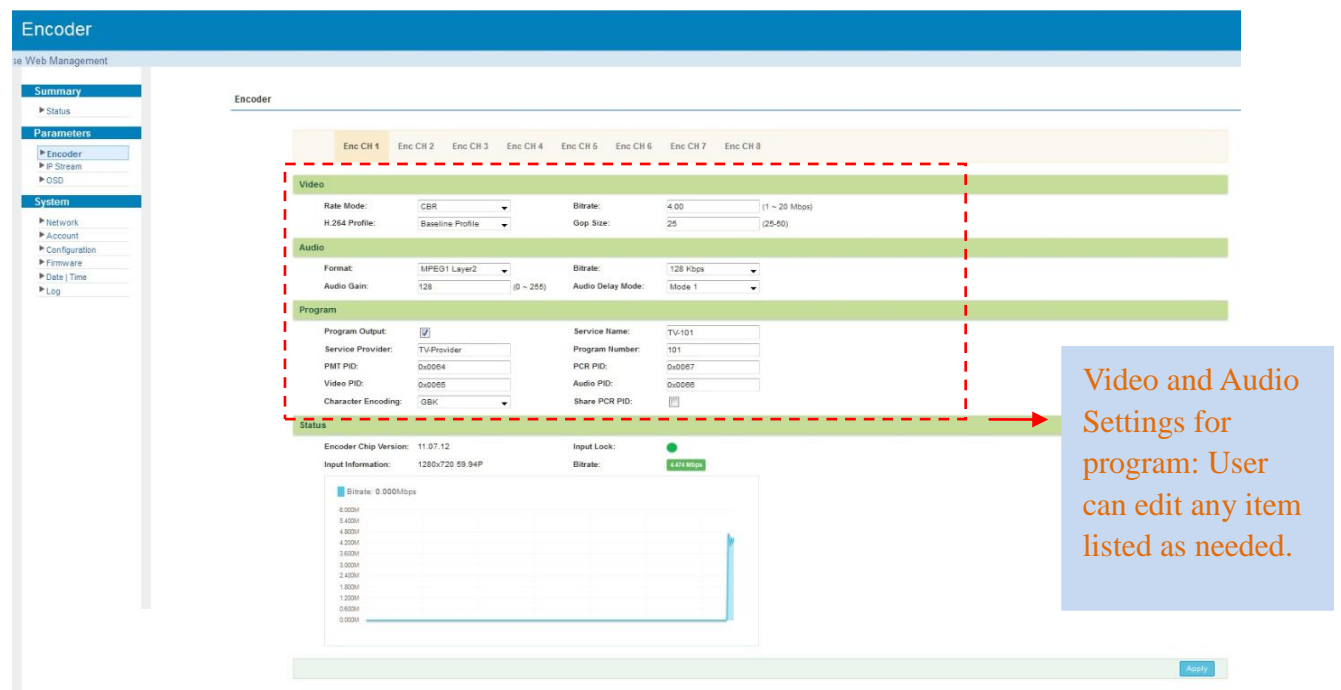 Encoder
se Web Management
Summary
Status
Parameters
Encoder
IP Stream
OSD
System
Network
Account
Configuration
Firmware
Date | Time
Log
Encoder
Enc CH 1 Enc CH 2 Enc CH 3 Enc CH 4 Enc CH 5 Enc CH 6 Enc CH 7 Enc CH 8
Video
Rate Mode: CBR Bitrate: 4.00 (1 ~ 20 Mbps)
H.264 Profile: Baseline Profile Gop Size: 25 (25-50)
Audio
Format: MPEG1 Layer2 Bitrate: 128 Kbps
Audio Gain: 128 (0 ~ 255) Audio Delay Mode: Mode 1
Program
Program Output: Service Name: TV-101
Service Provider: TV-Provider Program Number: 101
PMT PID: 0x0064 PCR PID: 0x0067
Video PID: 0x0065 Audio PID: 0x0066
Character Encoding: GBK Share PCR PID:
Status
Encoder Chip Version: 11.07.12 Input Lock:
Input Information: 1280x720 59.94P Bitrate: 4.474 Mbps
Bitrate: 0.000Mbps
6.000M
5.400M
4.800M
4.200M
3.600M
3.000M
2.400M
1.800M
1.200M
0.600M
0.000M
Apply
Video and Audio
Settings for
program: User
can edit any item
listed as needed.